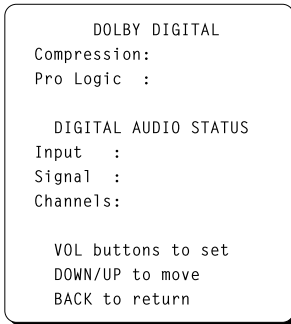 DOLBY DIGITAL
Compression:
Pro Logic :
DIGITAL AUDIO STATUS
Input :
Signal :
Channels:
VOL buttons to set
DOWN/UP to move
BACK to return